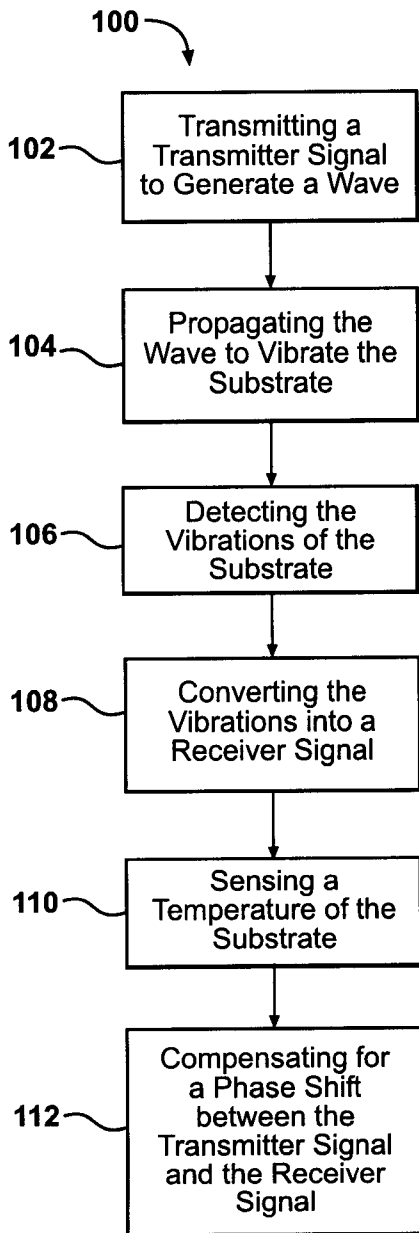 100
102
Transmitting a
Transmitter Signal
to Generate a Wave
104
Propagating the
Wave to Vibrate the
Substrate
106
Detecting the
Vibrations of the
Substrate
108
Converting the
Vibrations into a
Receiver Signal
110
Sensing a
Temperature of the
Substrate
112
Compensating for
a Phase Shift
between the
Transmitter Signal
and the Receiver
Signal